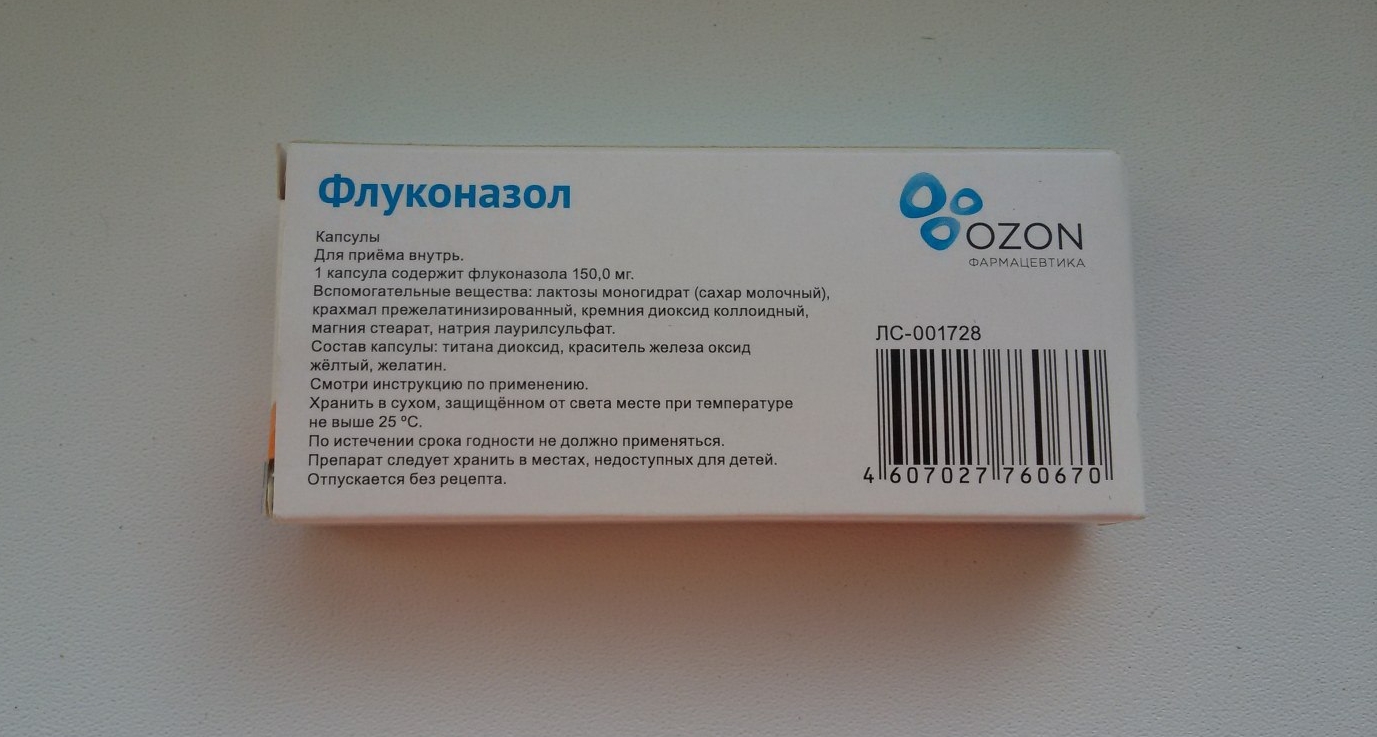 Флуконазол
Капсулы
Для приёма внутрь.
1 капсула содержит флуконазола 150,0 мг.
Вспомогательные вещества: лактозы моногидрат (сахар молочный),
крахмал прежелатинизированный, кремния диоксид коллоидный,
магния стеарат, натрия лаурилсульфат.
Состав капсулы: титана диоксид, краситель железа оксид
жёлтый, желатин.
Смотри инструкцию по применению.
Хранить в сухом, защищённом от света месте при температуре
не выше 25 °С.
По истечении срока годности не должно применяться.
Препарат следует хранить в местах, недоступных для детей.
Отпускается без рецепта.
OZON
ФАРМАЦЕВТИКА
ЛС-001728
4 607027 760670